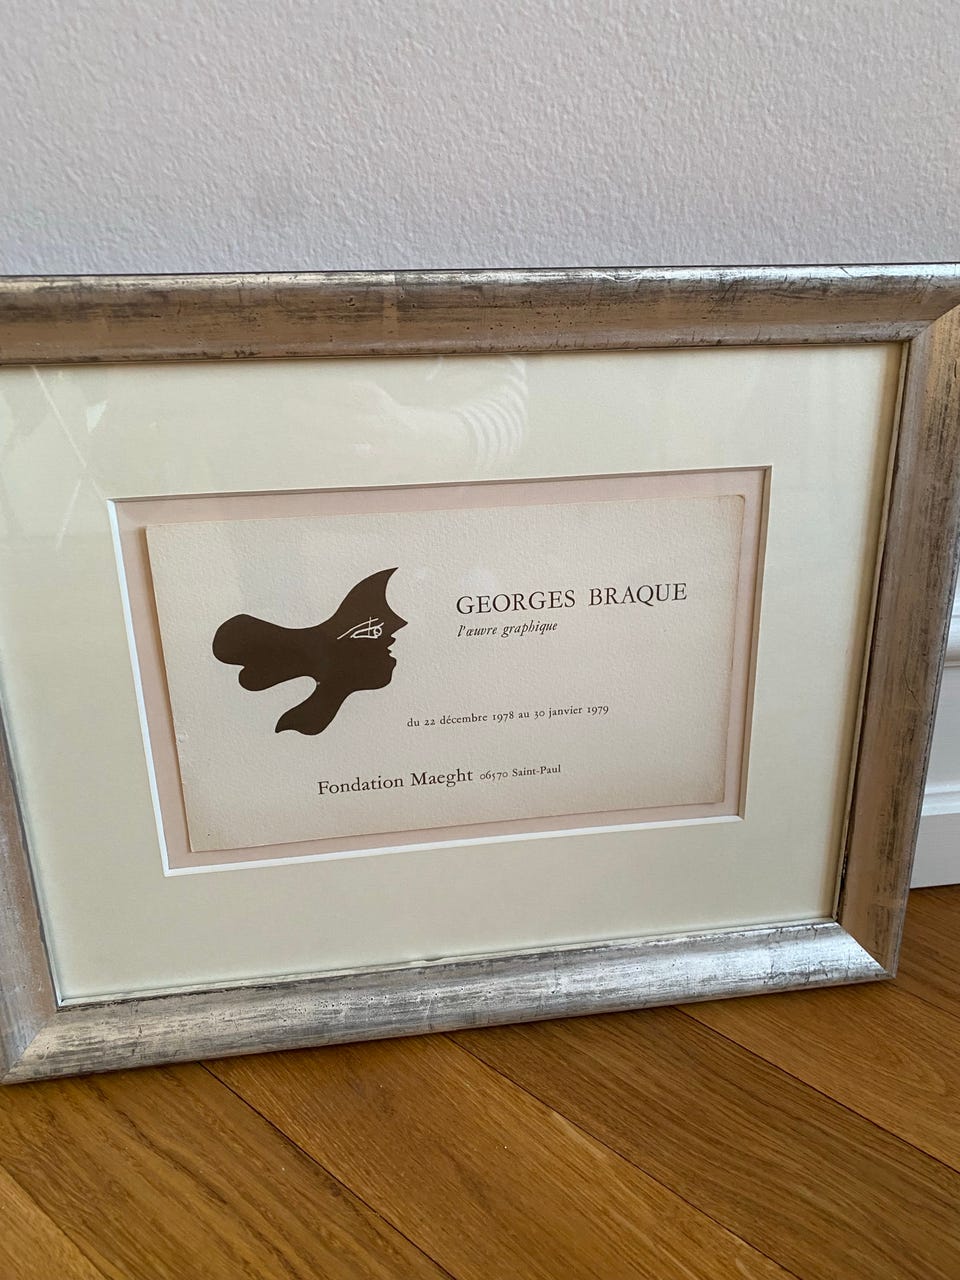 GEORGES BRAQUE
l'œuvre graphique
du 22 décembre 1978 au 30 janvier 1979
Fondation Maeght 06570 Saint-Paul